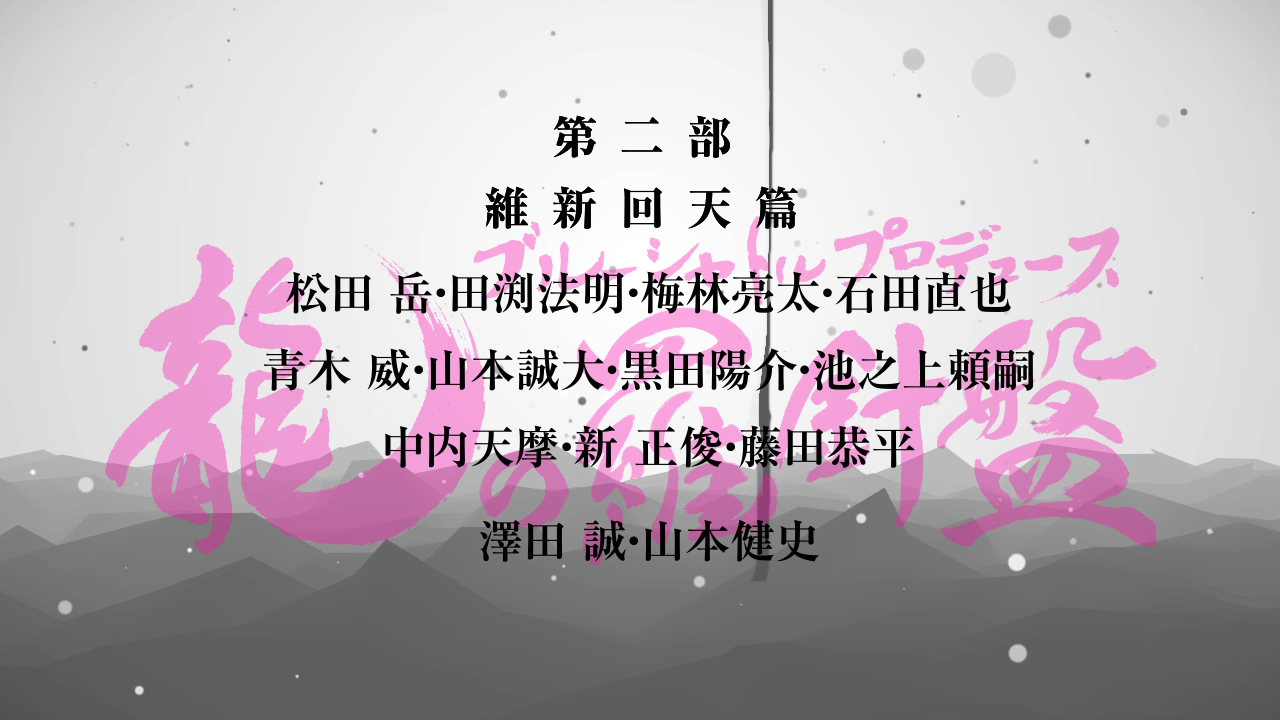 第二部
維新回天篇
ブルーシャトルプロデュース
龍の羅針盤
松田 岳・田渕法明・梅林亮太・石田直也
青木 威・山本誠大・黒田陽介・池之上頼嗣
中内天摩・新 正俊・藤田恭平
澤田 誠・山本健史